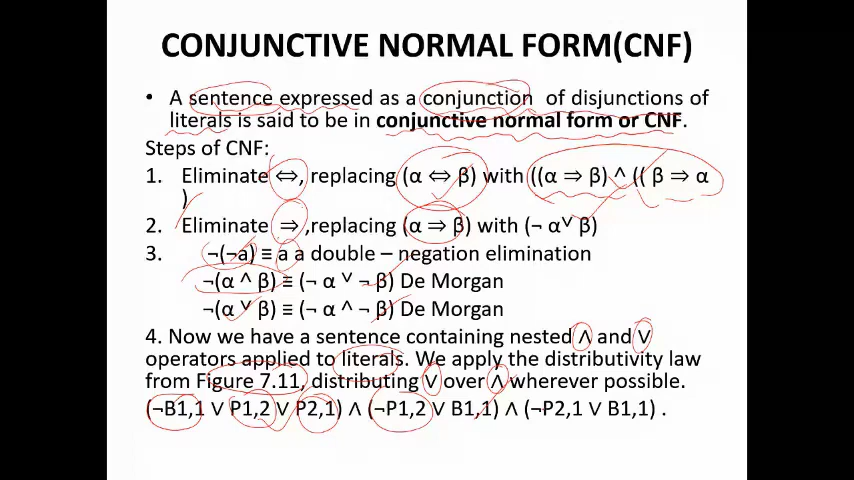 CONJUNCTIVE NORMAL FORM(CNF)
• A sentence expressed as a conjunction of disjunctions of
literals is said to be in conjunctive normal form or CNF.
Steps of CNF:
1. Eliminate ⇔, replacing (α ⇔ β) with ((α ⇒ β) ^ (( β ⇒ α
)
2. Eliminate ⇒ ,replacing (α ⇒ β) with (¬ α˅ β)
3. ¬(¬a) ≡ a a double – negation elimination
¬(α ^ β) ≡ (¬ α ˅ ¬ β) De Morgan
¬(α ˅ β) ≡ (¬ α ^ ¬ β) De Morgan
4. Now we have a sentence containing nested ∧ and ∨
operators applied to literals. We apply the distributivity law
from Figure 7.11, distributing ∨ over ∧ wherever possible.
(¬B1,1 ∨ P1,2 ∨ P2,1) ∧ (¬P1,2 ∨ B1,1) ∧ (¬P2,1 ∨ B1,1) .